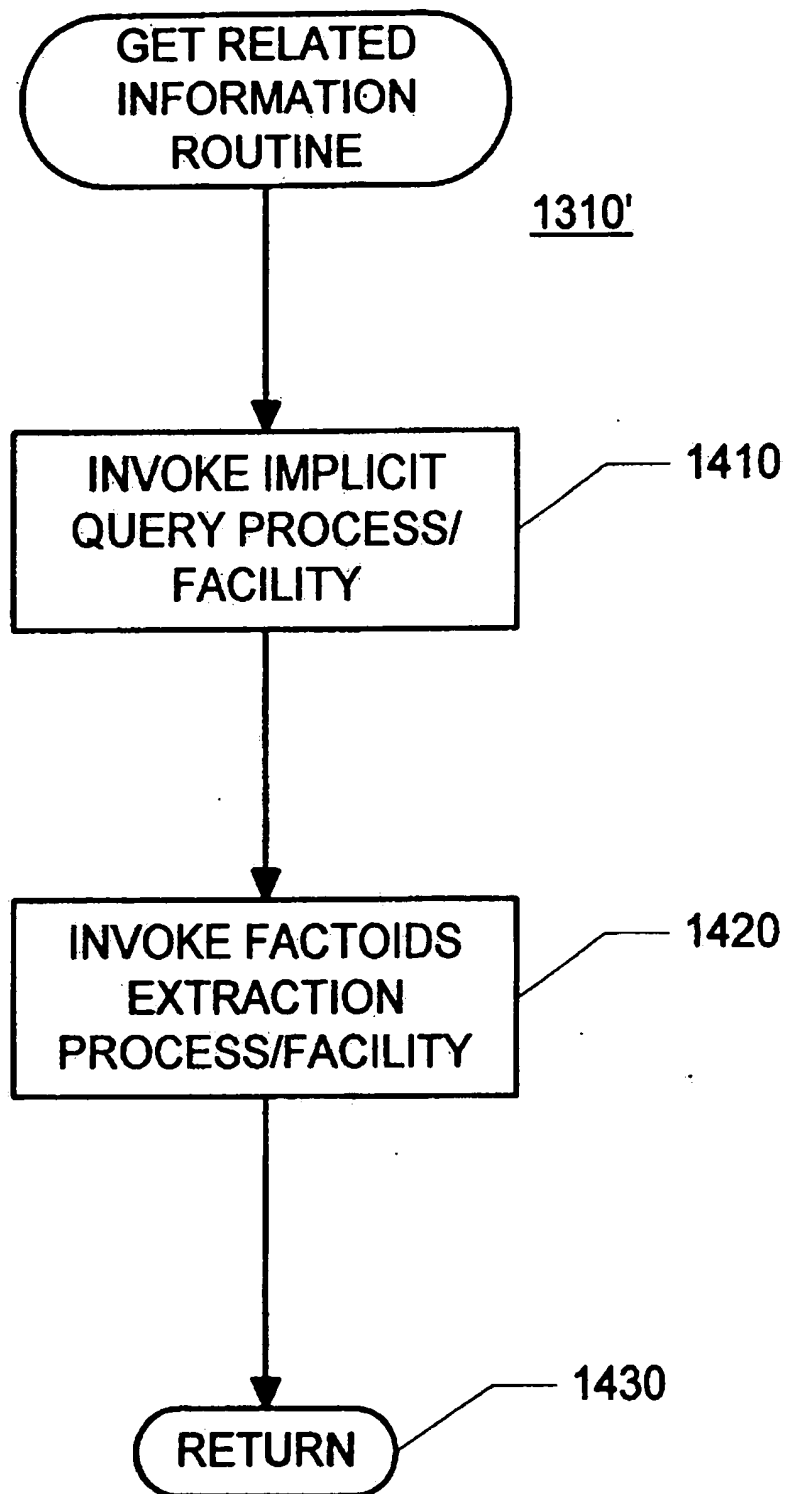 GET RELATED
INFORMATION
ROUTINE
1310'
INVOKE IMPLICIT
QUERY PROCESS/
FACILITY
1410
INVOKE FACTOIDS
EXTRACTION
PROCESS/FACILITY
1420
RETURN
1430